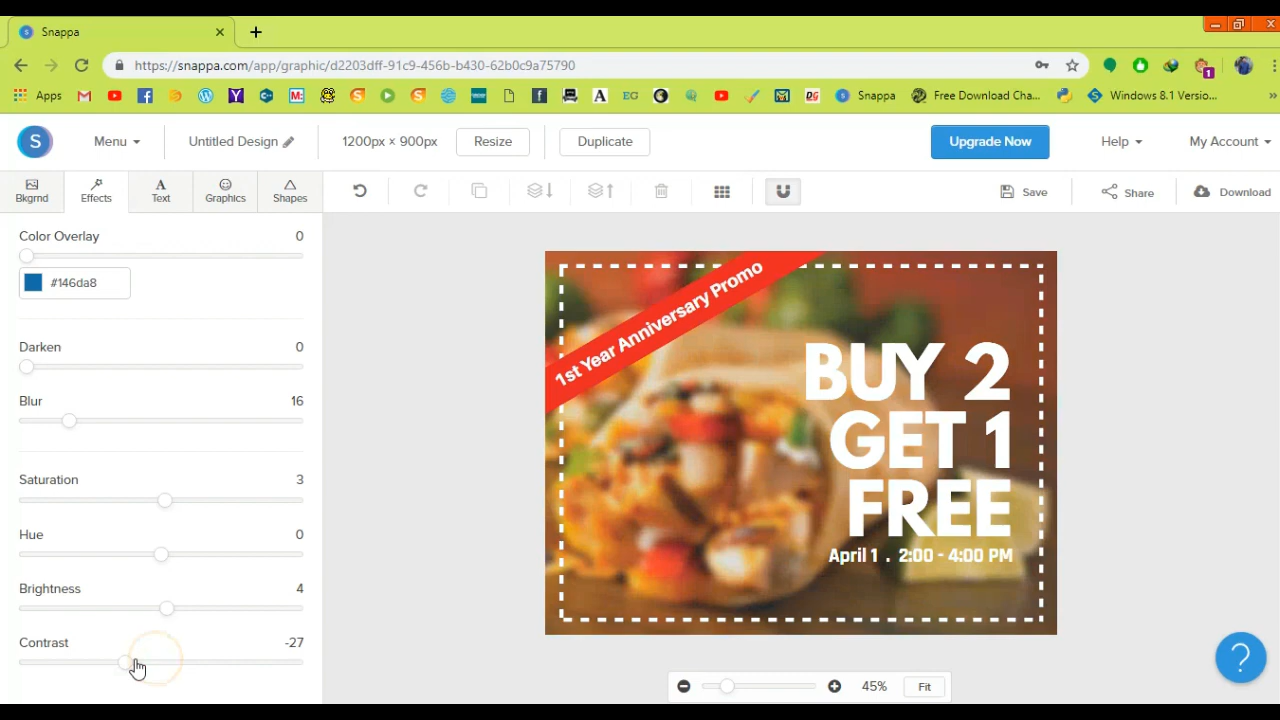 Snappa
https://snappa.com/app/graphic/d2203dff-91c9-456b-b430-62b0c9a75790
Apps
Snappa
Free Download Cha...
Windows 8.1 Versio...
S
Menu
Untitled Design
1200px × 900px
Resize
Duplicate
Upgrade Now
Help
My Account
Bkgrnd
Effects
Text
Graphics
Shapes
Save
Share
Download
Color Overlay 0
#146da8
Darken 0
Blur 16
Saturation 3
Hue 0
Brightness 4
Contrast -27
1st Year Anniversary Promo
BUY 2
GET 1
FREE
April 1 . 2:00 - 4:00 PM
45%
Fit